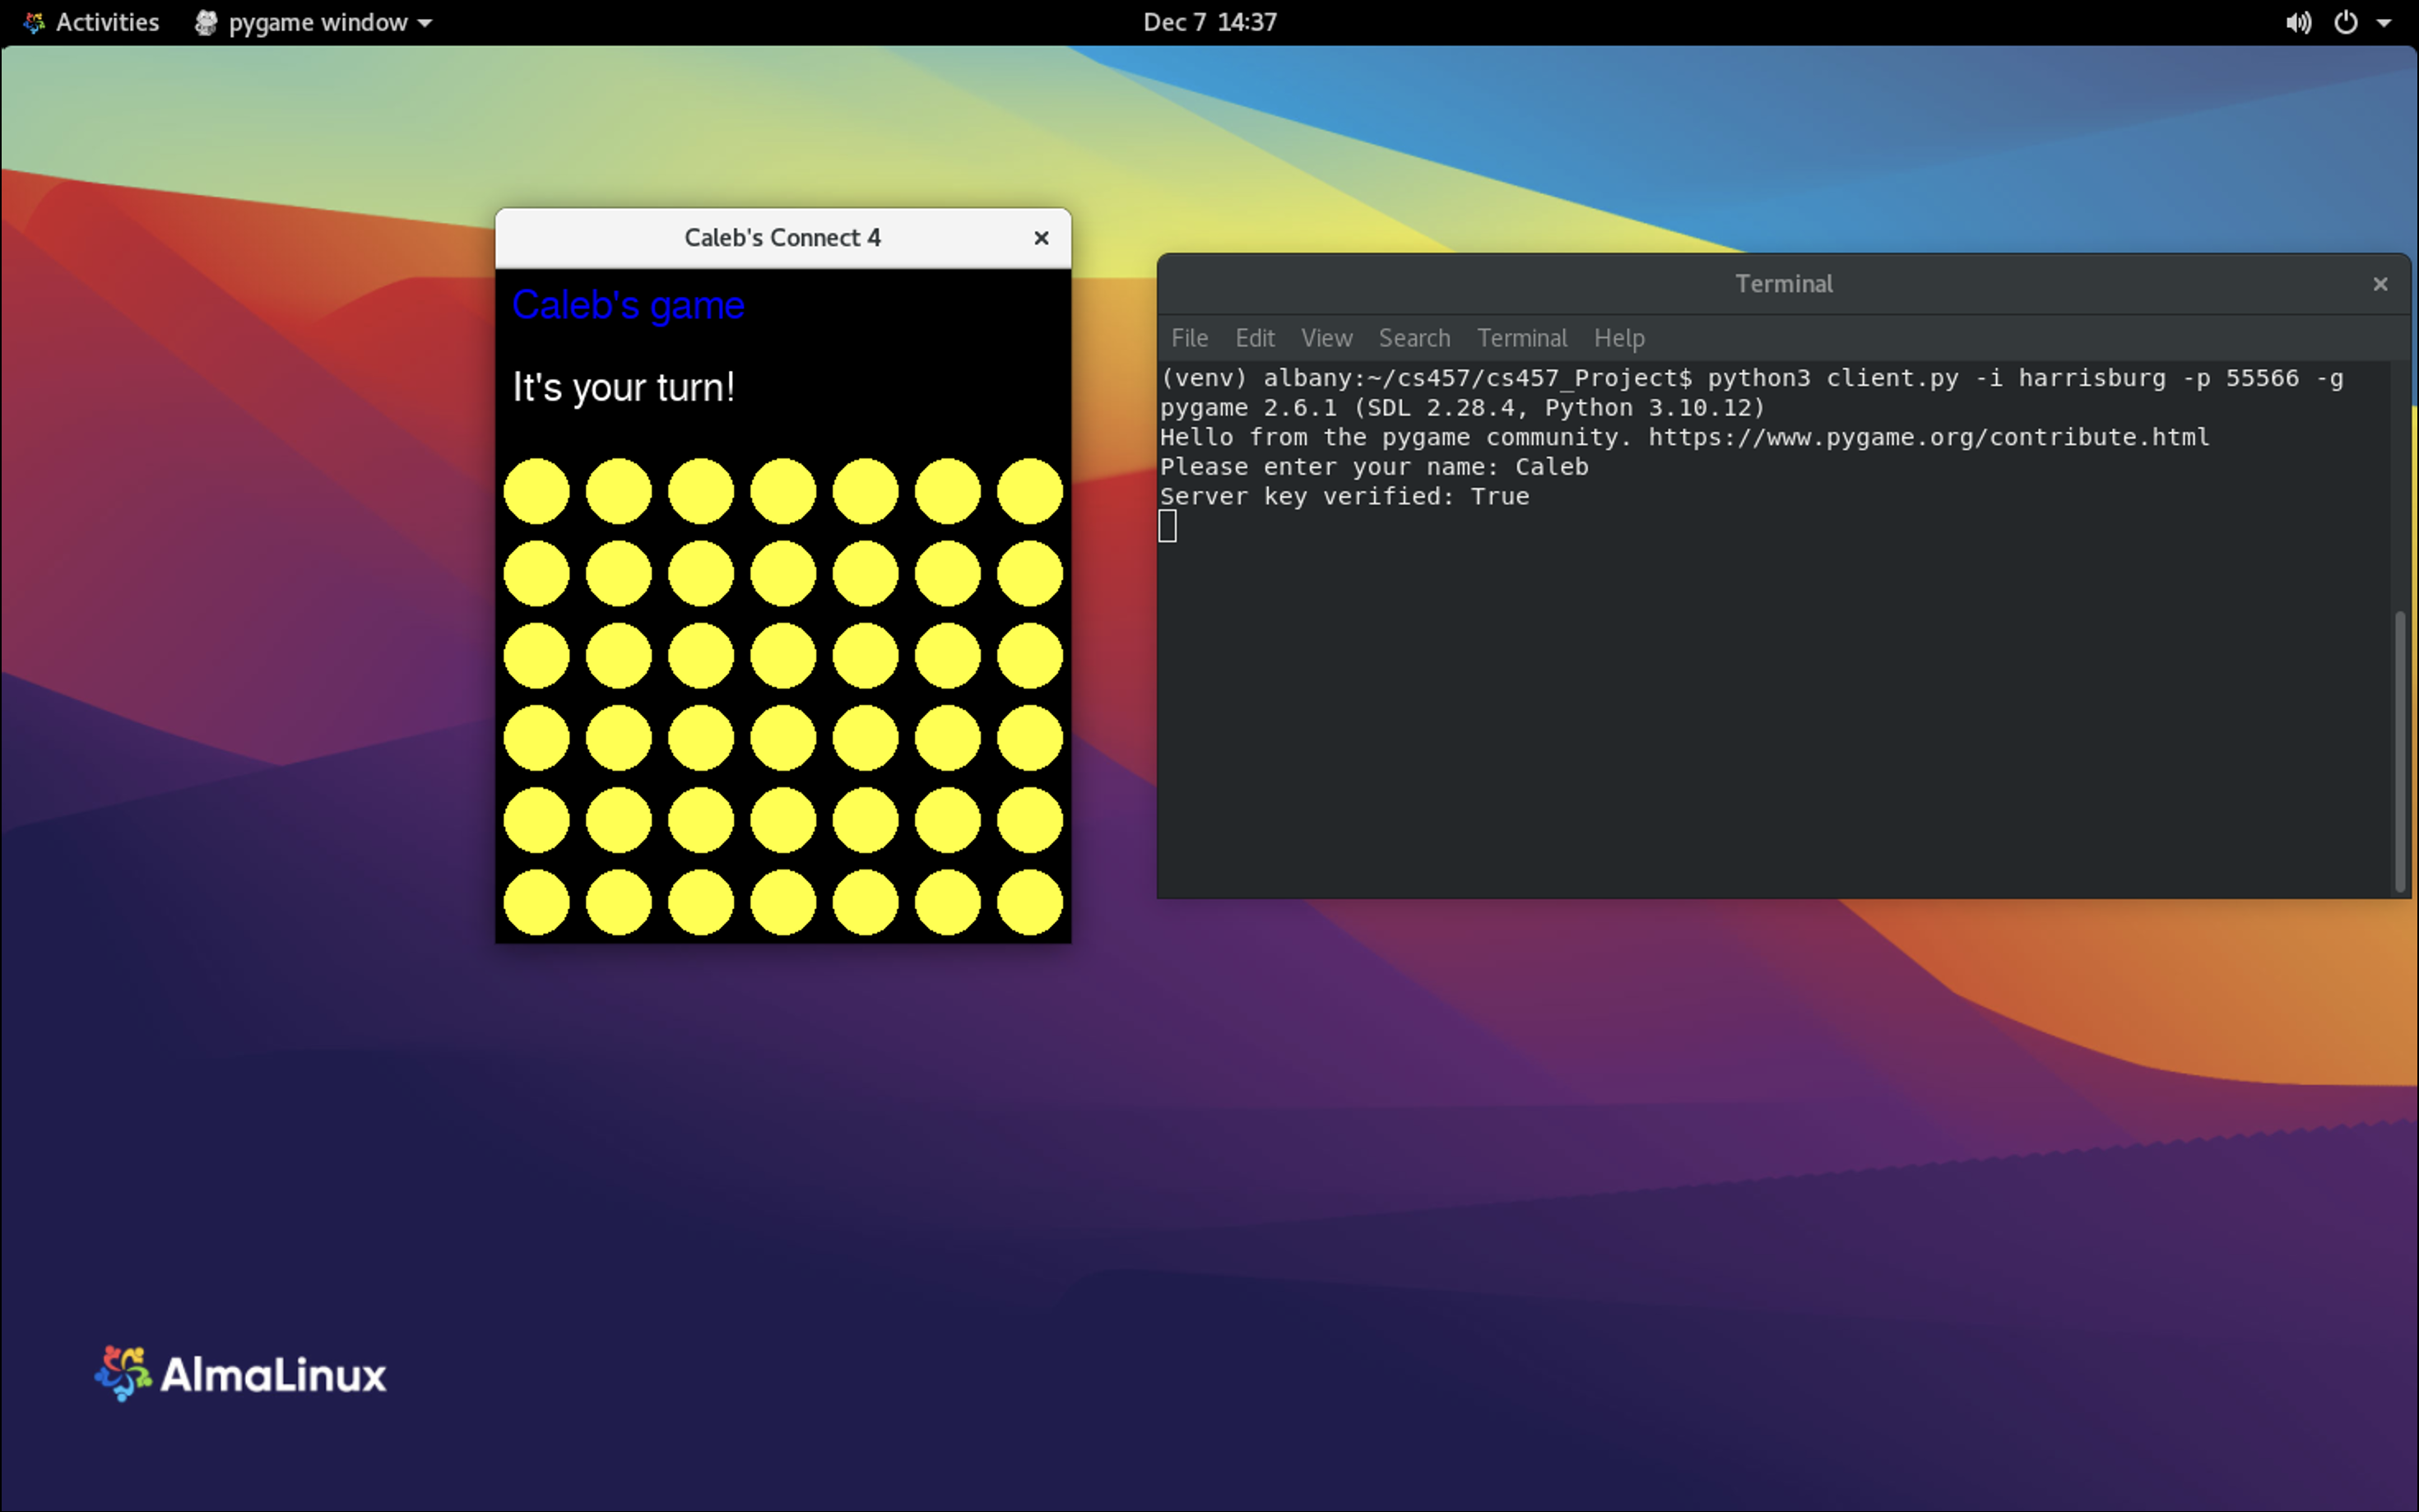 Activities
pygame window
Dec 7 14:37
Caleb's Connect 4
Caleb's game
It's your turn!
Terminal
File Edit View Search Terminal Help
(venv) albany:~/cs457/cs457_Project$ python3 client.py -i harrisburg -p 55566 -g
pygame 2.6.1 (SDL 2.28.4, Python 3.10.12)
Hello from the pygame community. https://www.pygame.org/contribute.html
Please enter your name: Caleb
Server key verified: True
AlmaLinux